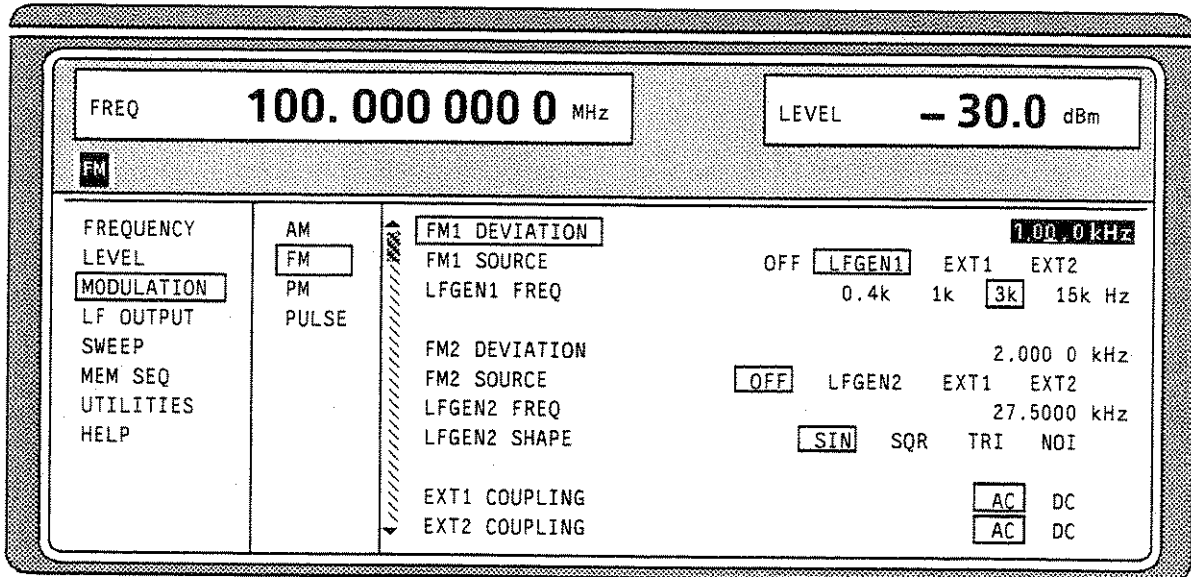 FREQ 100. 000 000 0 MHz LEVEL – 30.0 dBm
FM
FREQUENCY AM FM1 DEVIATION 1.00 .0 kHz
LEVEL FM FM1 SOURCE OFF LFGEN1 EXT1 EXT2
MODULATION PM LFGEN1 FREQ 0.4k 1k 3k 15k Hz
LF OUTPUT PULSE
SWEEP FM2 DEVIATION 2.000 0 kHz
MEM SEQ FM2 SOURCE OFF LFGEN2 EXT1 EXT2
UTILITIES LFGEN2 FREQ 27.5000 kHz
HELP LFGEN2 SHAPE SIN SQR TRI NOI
EXT1 COUPLING AC DC
EXT2 COUPLING AC DC